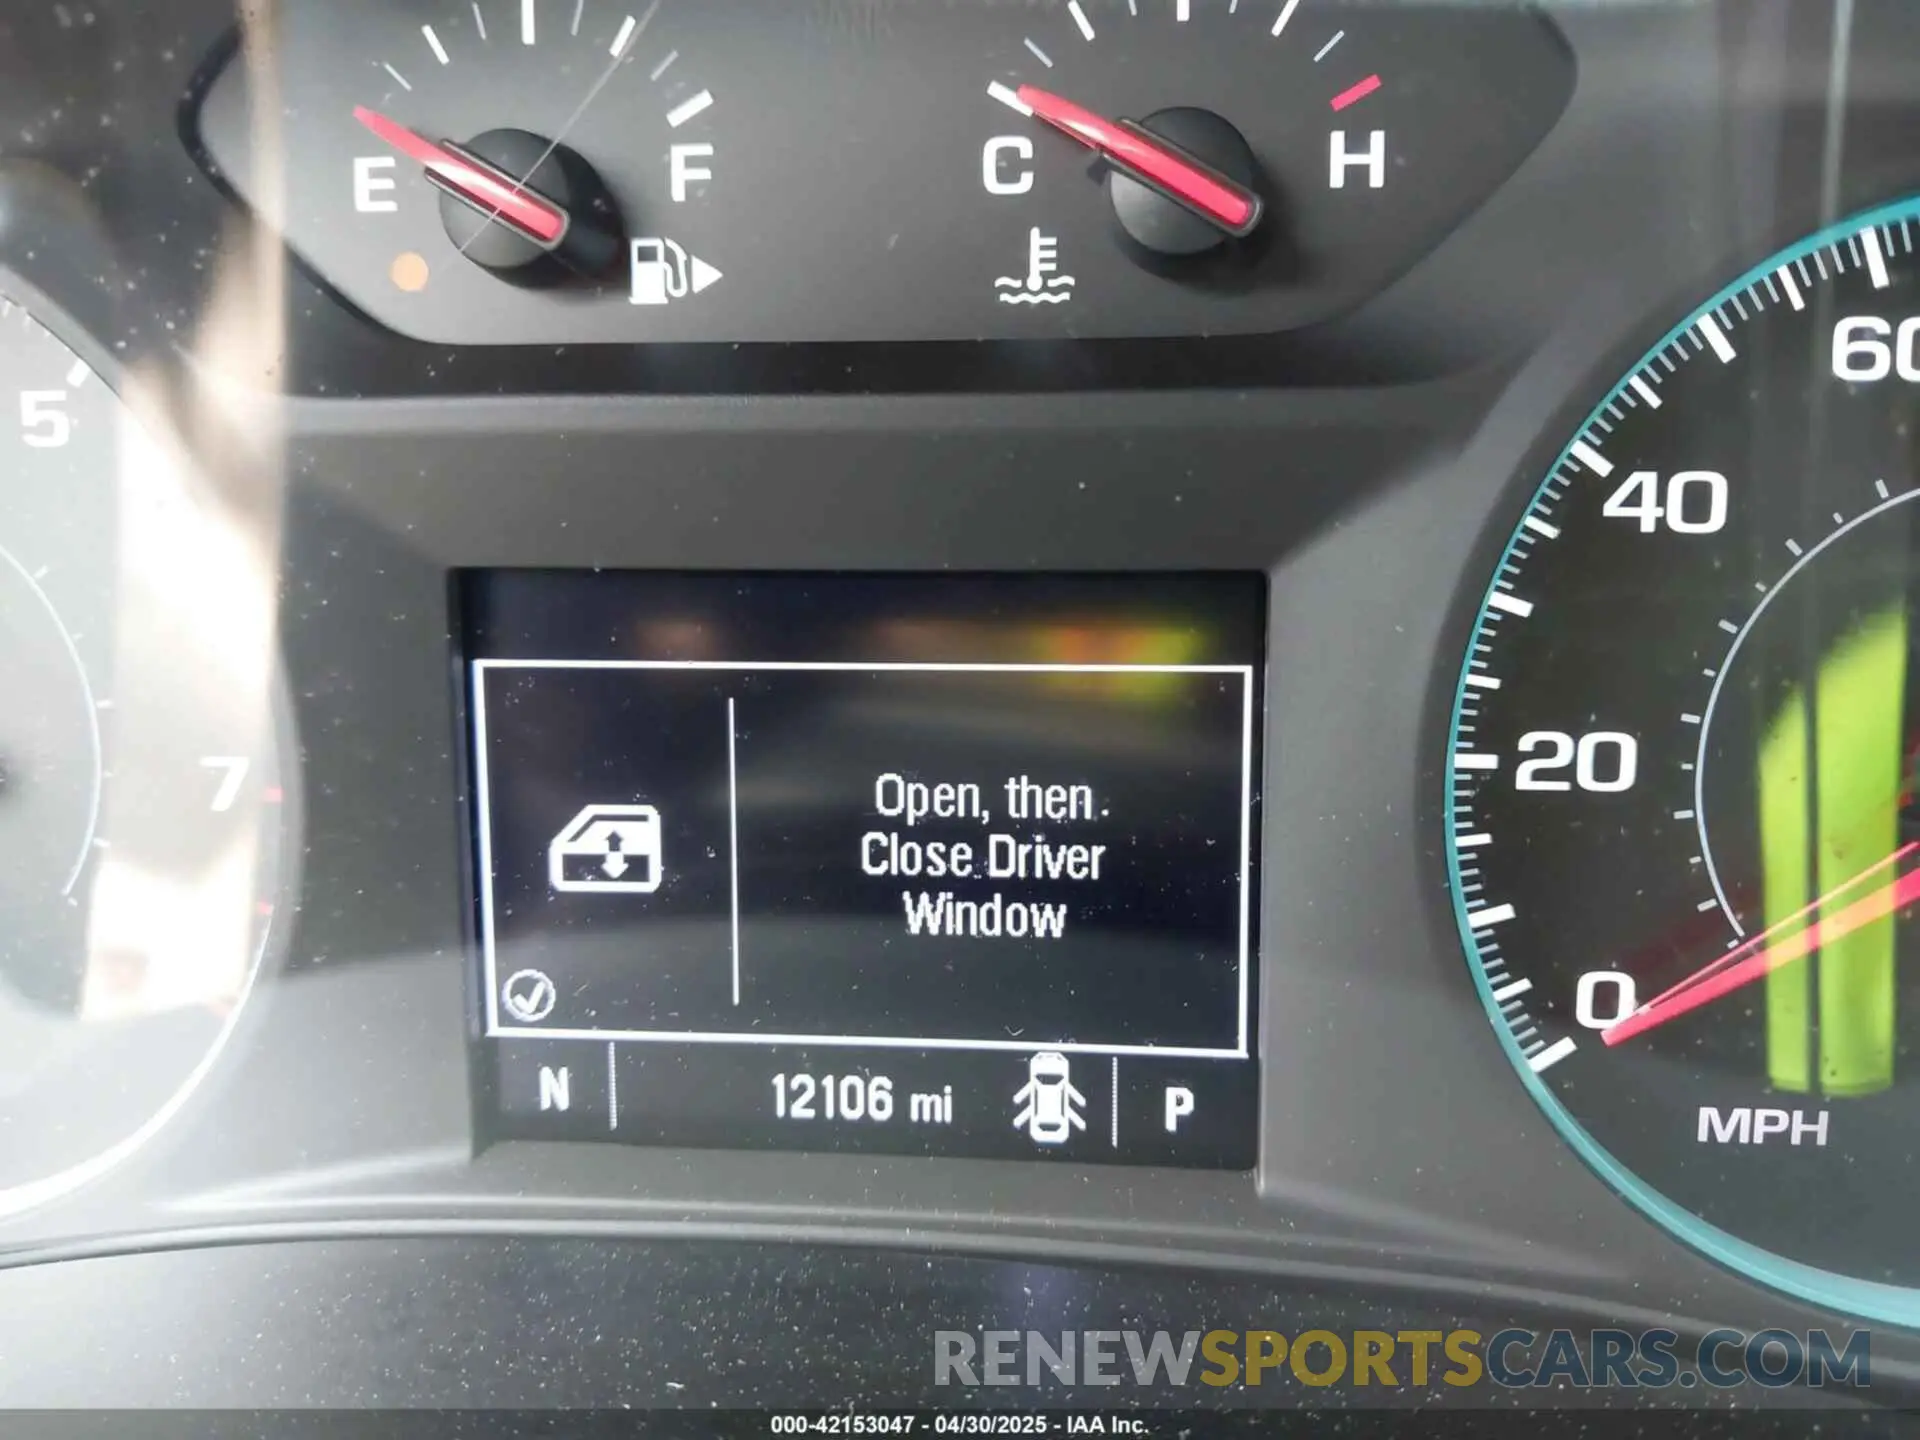 E
F
C
H
5
7
60
40
20
0
MPH
Open, then
Close Driver
Window
N
12106 mi
P
RENEWSPORTSCARS.COM
000-42153047 - 04/30/2025 - IAA Inc.